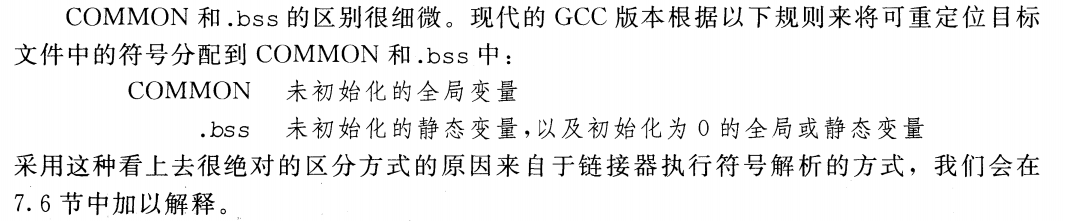 COMMON 和.bss 的区别很细微。现代的 GCC 版本根据以下规则来将可重定位目标
文件中的符号分配到 COMMON 和.bss 中：
COMMON 未初始化的全局变量
.bss 未初始化的静态变量，以及初始化为 0 的全局或静态变量
采用这种看上去很绝对的区分方式的原因来自于链接器执行符号解析的方式，我们会在
7.6 节中加以解释。